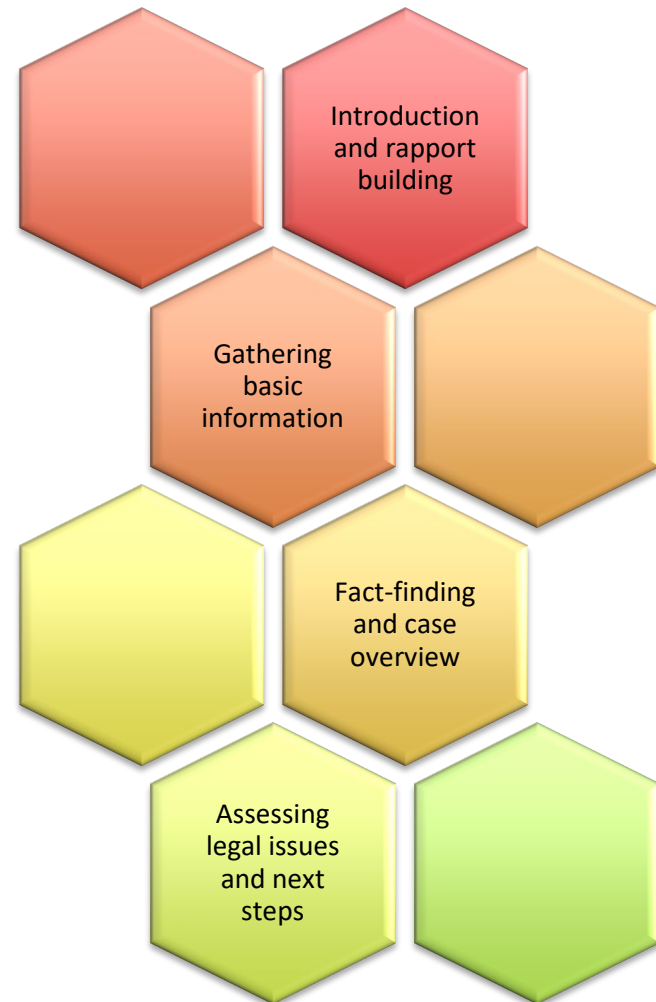 Introduction
and rapport
building
Gathering
basic
information
Fact-finding
and case
overview
Assessing
legal issues
and next
steps